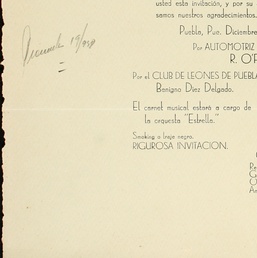 usted esta invitación, y por su
samos nuestros agradecimientos.
Puebla, Pue. Diciembre
Por AUTOMOTRIZ
R. O'F
Por el CLUB DE LEONES DE PUEBLA
Benigno Diez Delgado.
El carnet musical estará a cargo de
la orquesta "Estrella."
Smoking o traje negro.
RIGUROSA INVITACION.
Re